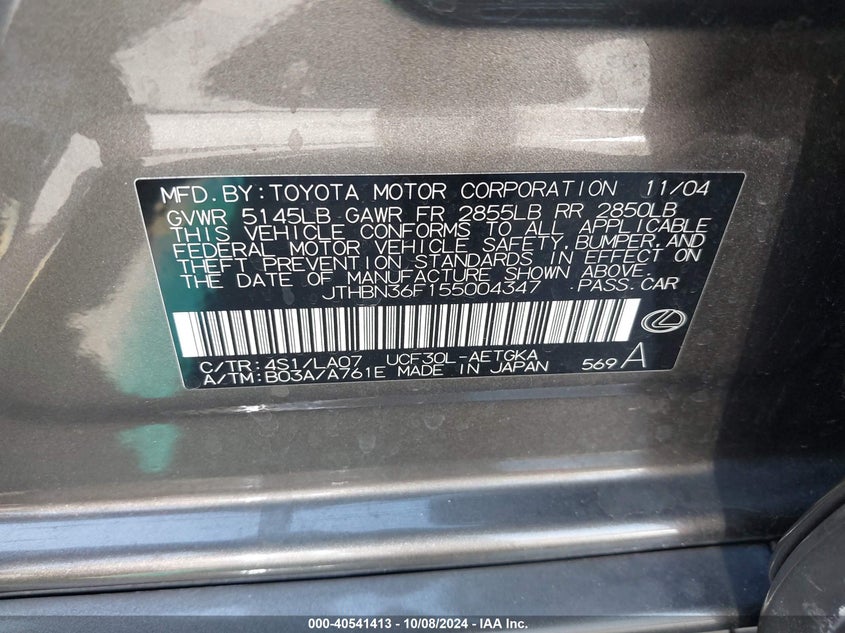 MFD. BY: TOYOTA MOTOR CORPORATION 11/04
GVWR 5145LB GAWR FR 2855LB RR 2850LB
THIS VEHICLE CONFORMS TO ALL APPLICABLE
FEDERAL MOTOR VEHICLE SAFETY, BUMPER, AND
THEFT PREVENTION STANDARDS IN EFFECT ON
THE DATE OF MANUFACTURE SHOWN ABOVE.
JTHBN36F155004347 PASS. CAR
C/TR: 4S1/LA07 UCF30L-AETGKA
A/TM: B03A/A761E MADE IN JAPAN 569 A
000-40541413 - 10/08/2024 - IAA Inc.